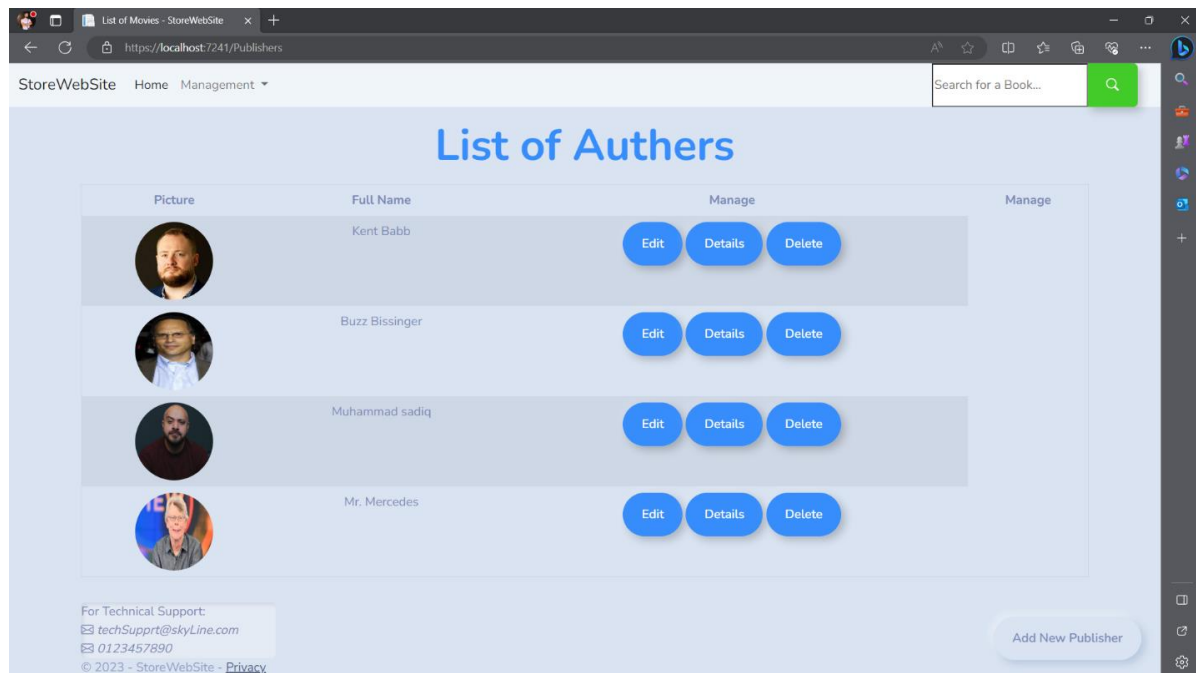 List of Movies - StoreWebSite
https://localhost:7241/Publishers
StoreWebSite Home Management Search for a Book...
List of Authers
Picture Full Name Manage Manage
Kent Babb Edit Details Delete
Buzz Bissinger Edit Details Delete
Muhammad sadiq Edit Details Delete
Mr. Mercedes Edit Details Delete
For Technical Support:
techSupprt@skyLine.com
0123457890
Add New Publisher
© 2023 - StoreWebSite - Privacy